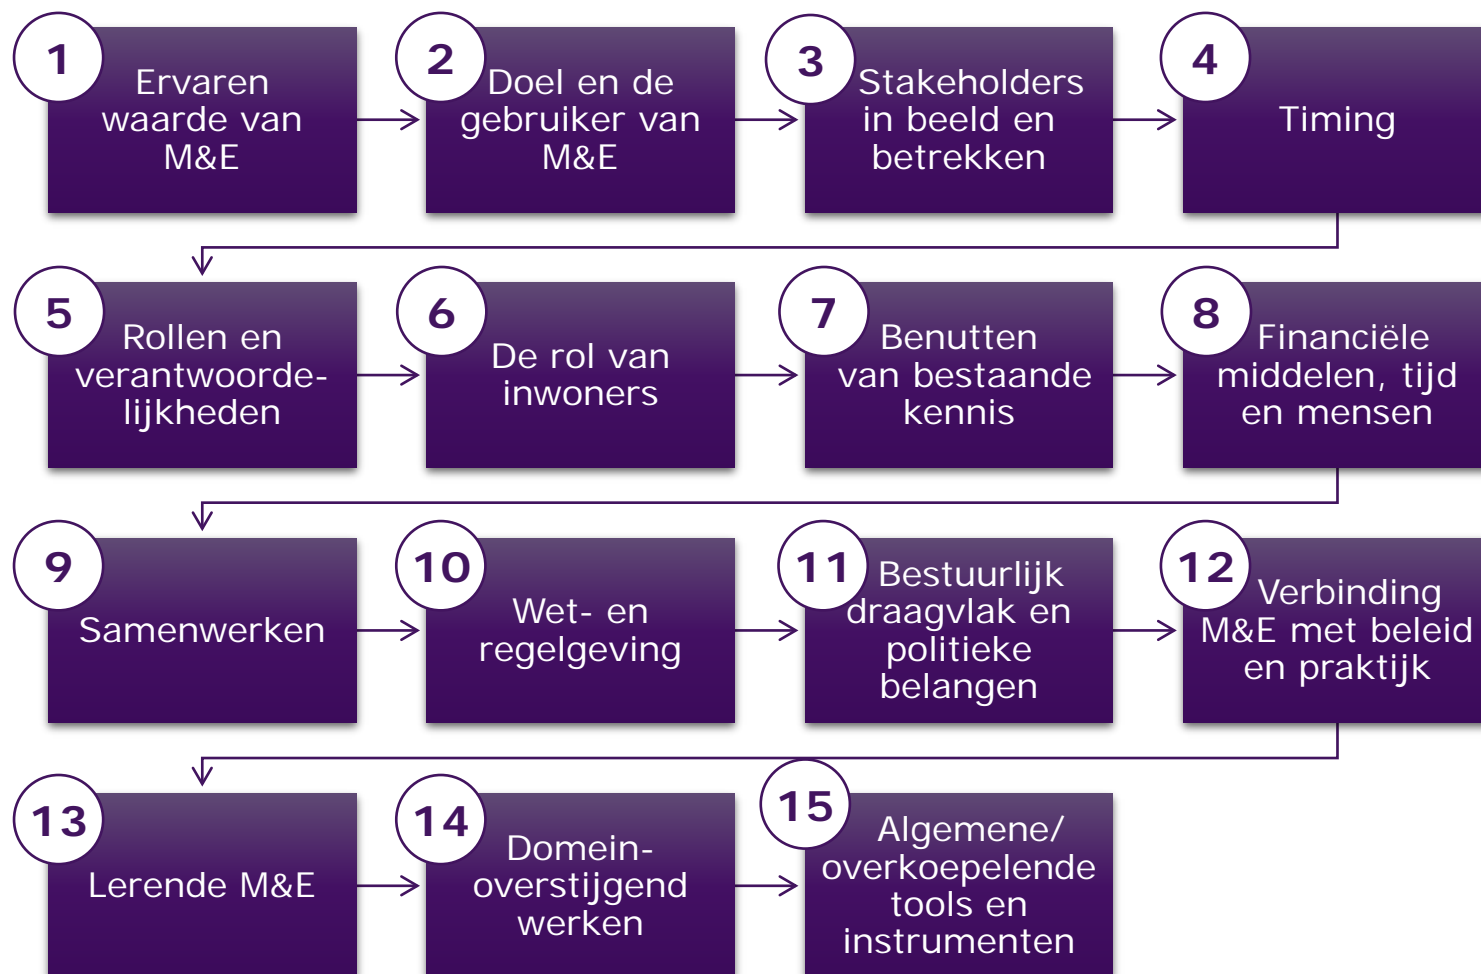 1
Ervaren
waarde van
M&E
2
Doel en de
gebruiker van
M&E
3
Stakeholders
in beeld en
betrekken
4
Timing
5
Rollen en
verantwoorde-
lijkheden
6
De rol van
inwoners
7
Benutten
van bestaande
kennis
8
Financiële
middelen, tijd
en mensen
9
Samenwerken
10
Wet- en
regelgeving
11
Bestuurlijk
draagvlak en
politieke
belangen
12
Verbinding
M&E met beleid
en praktijk
13
Lerende M&E
14
Domein-
overstijgend
werken
15
Algemene/
overkoepelende
tools en
instrumenten